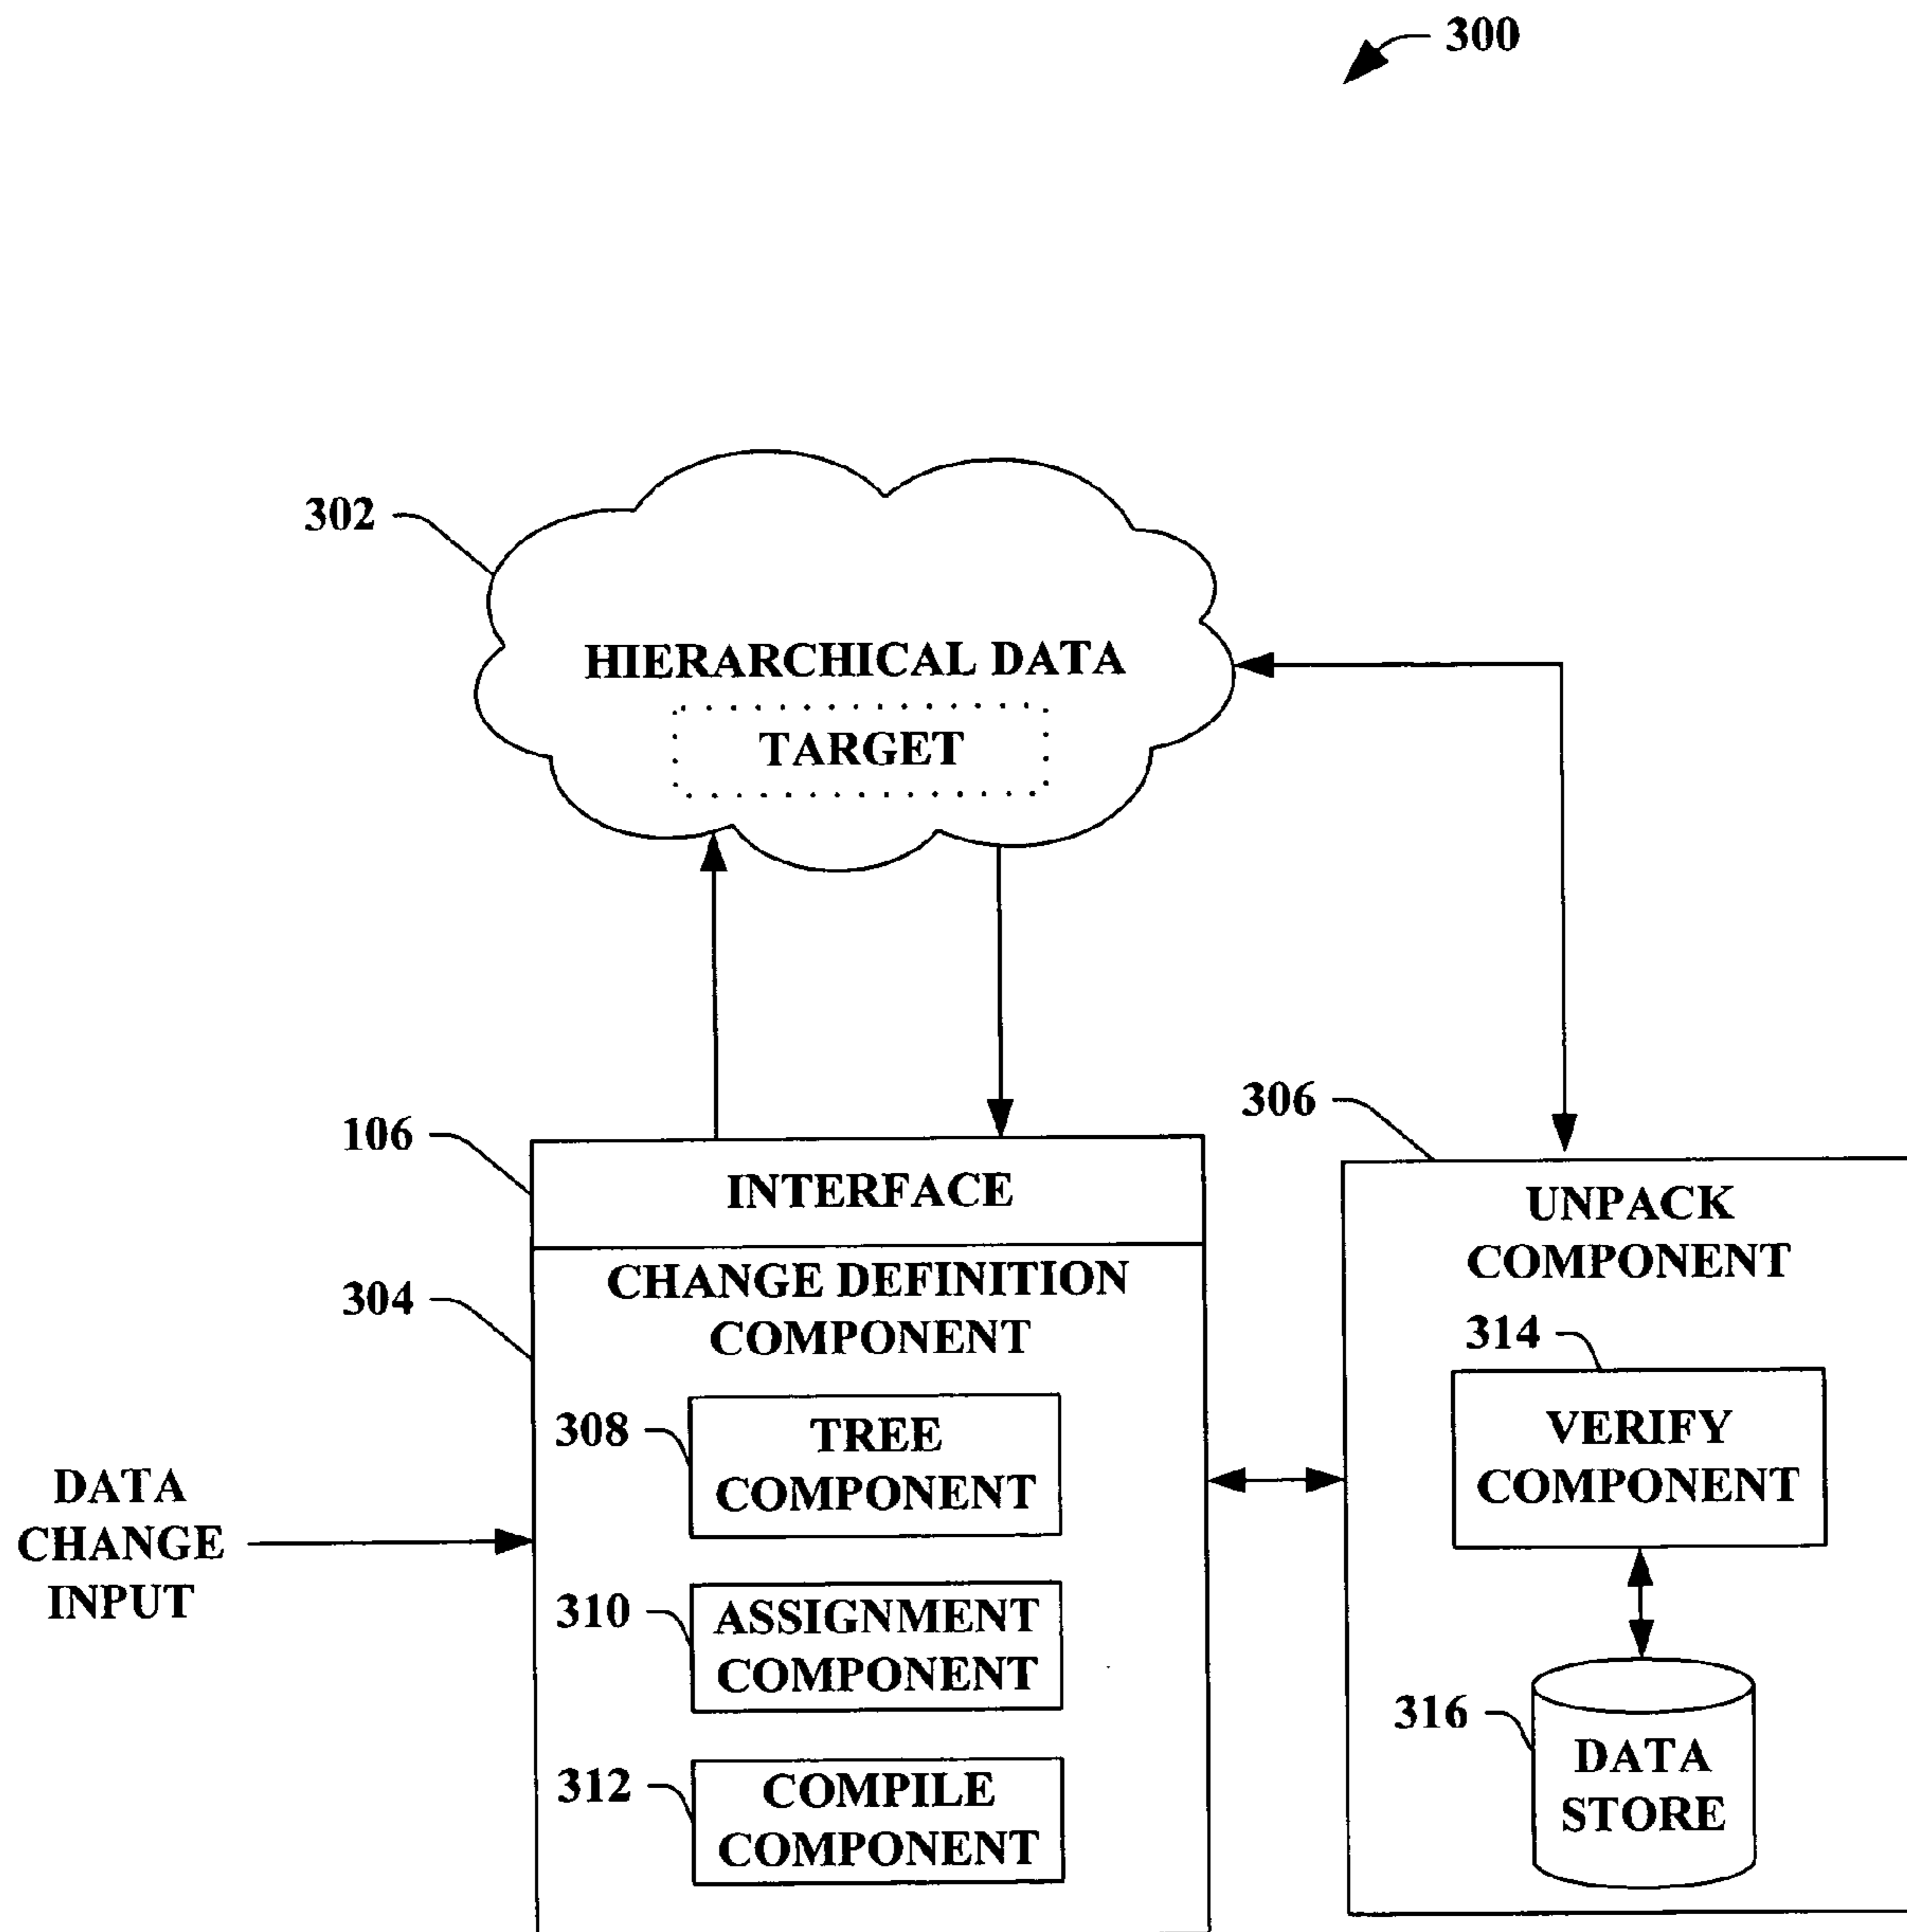 300
302
HIERARCHICAL DATA
TARGET
106
INTERFACE
306
UNPACK
COMPONENT
304
CHANGE DEFINITION
COMPONENT
314
VERIFY
COMPONENT
308
TREE
COMPONENT
DATA
CHANGE
INPUT
310
ASSIGNMENT
COMPONENT
316
DATA
STORE
312
COMPILE
COMPONENT